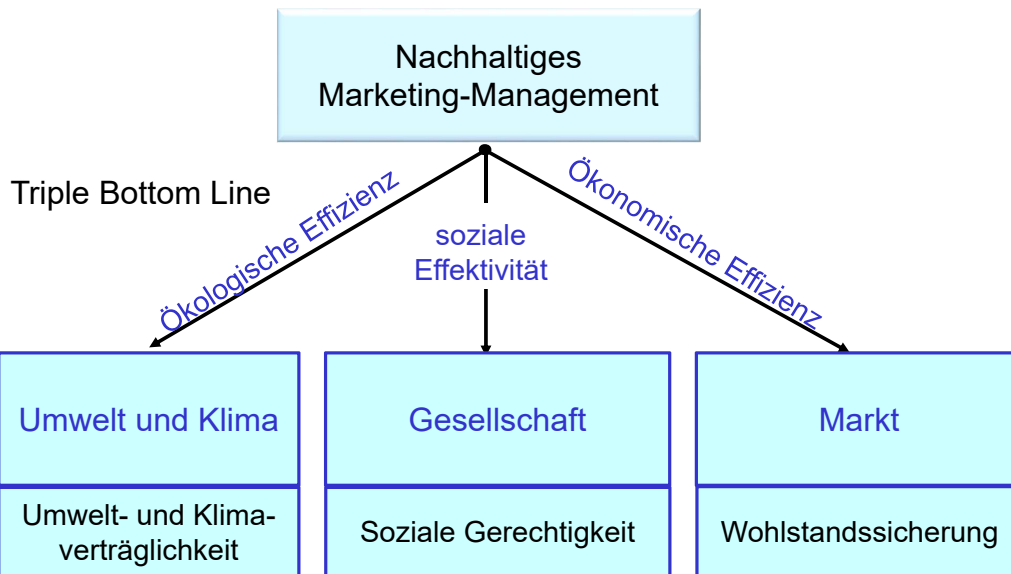 Nachhaltiges
Marketing-Management
Triple Bottom Line
Ökologische Effizienz
soziale
Effektivität
Ökonomische Effizienz
Umwelt und Klima
Gesellschaft
Markt
Umwelt- und Klima-
verträglichkeit
Soziale Gerechtigkeit
Wohlstandssicherung